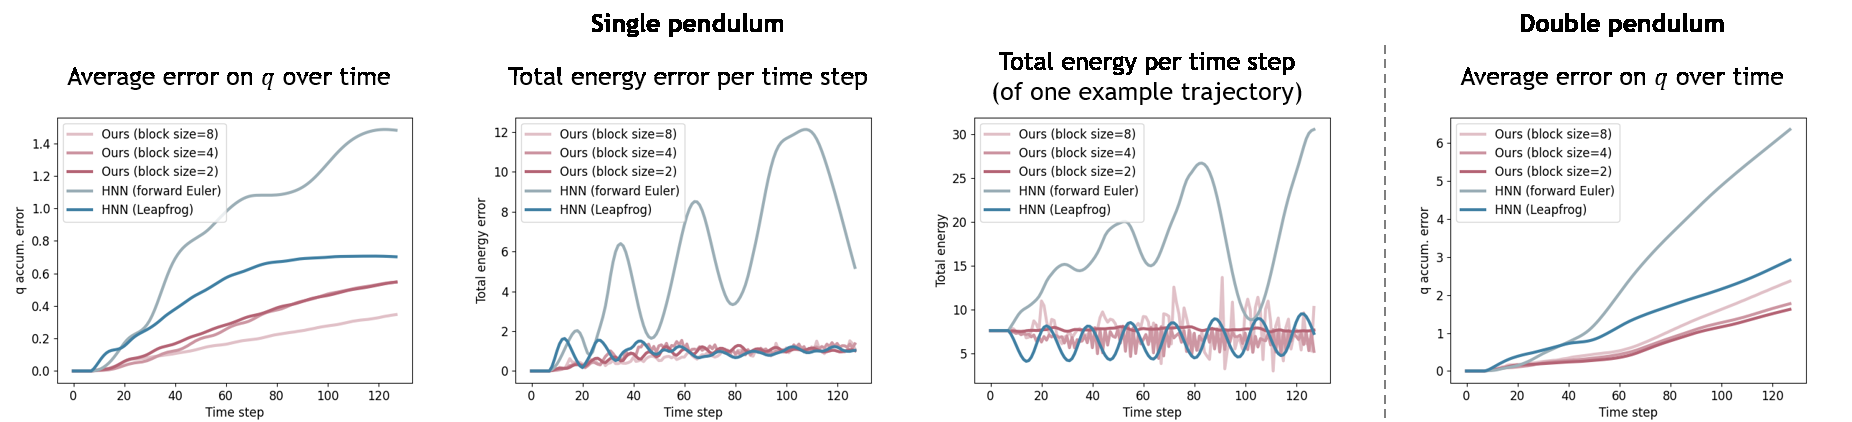 Single pendulum
Double pendulum
Average error on q over time
Total energy error per time step
Total energy per time step
(of one example trajectory)
Average error on q over time
q accum. error
1.4
1.2
1.0
0.8
0.6
0.4
0.2
0.0
Ours (block size=8)
Ours (block size=4)
Ours (block size=2)
HNN (forward Euler)
HNN (Leapfrog)
0 20 40 60 80 100 120
Time step
Total energy error
12
10
8
6
4
2
0
Ours (block size=8)
Ours (block size=4)
Ours (block size=2)
HNN (forward Euler)
HNN (Leapfrog)
0 20 40 60 80 100 120
Time step
Total energy
30
25
20
15
10
5
Ours (block size=8)
Ours (block size=4)
Ours (block size=2)
HNN (forward Euler)
HNN (Leapfrog)
0 20 40 60 80 100 120
Time step
q accum. error
6
5
4
3
2
1
0
Ours (block size=8)
Ours (block size=4)
Ours (block size=2)
HNN (forward Euler)
HNN (Leapfrog)
0 20 40 60 80 100 120
Time step